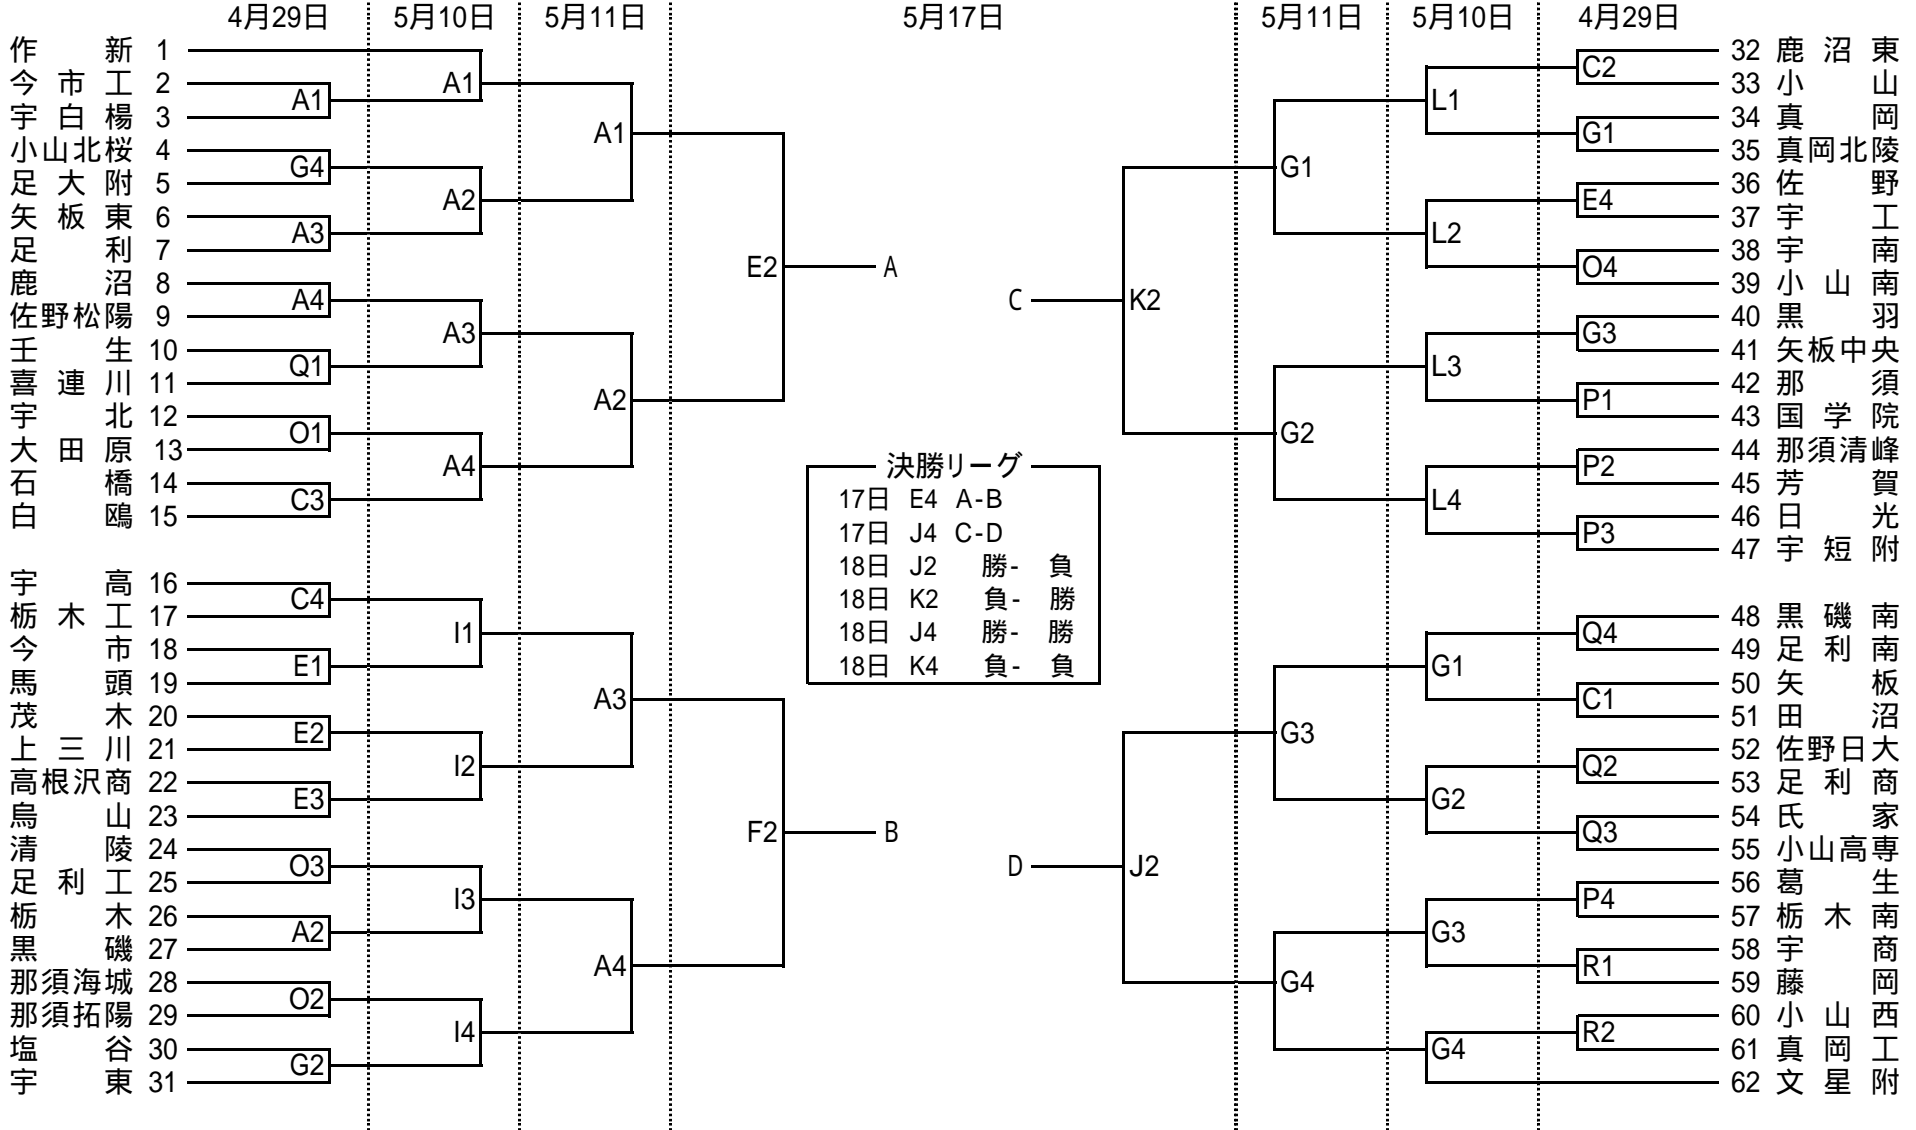 4月29日 5月10日 5月11日 5月17日 5月11日 5月10日 4月29日
作新 1
今市工 2
宇白楊 3
小山北桜 4
足大附 5
矢板東 6
足利 7
鹿沼 8
佐野松陽 9
壬生 10
喜連川 11
宇北 12
大田原 13
石橋 14
白鴎 15
宇高 16
栃木工 17
今市 18
馬頭 19
茂木 20
上三川 21
高根沢商 22
烏山 23
清陵 24
足利工 25
栃木 26
黒磯 27
那須海城 28
那須拓陽 29
塩谷 30
宇東 31
A1
G4
A3
A4
Q1
O1
C3
C4
E1
E2
E3
O3
A2
O2
G2
A1
A2
A3
A4
I1
I2
I3
I4
A1
A2
A3
A4
E2
F2
A
B
決勝リーグ
17日 E4 A-B
17日 J4 C-D
18日 J2 勝- 負
18日 K2 負- 勝
18日 J4 勝- 勝
18日 K4 負- 負
C
D
K2
J2
G1
G2
G3
G4
L1
L2
L3
L4
G1
G2
G3
G4
C2
G1
E4
O4
G3
P1
P2
P3
Q4
C1
Q2
Q3
P4
R1
R2
32 鹿沼東
33 小山
34 真岡
35 真岡北陵
36 佐野
37 宇工
38 宇南
39 小山南
40 黒羽
41 矢板中央
42 那須
43 国学院
44 那須清峰
45 芳賀
46 日光
47 宇短附
48 黒磯南
49 足利南
50 矢板
51 田沼
52 佐野日大
53 足利商
54 氏家
55 小山高専
56 葛生
57 栃木南
58 宇商
59 藤岡
60 小山西
61 真岡工
62 文星附